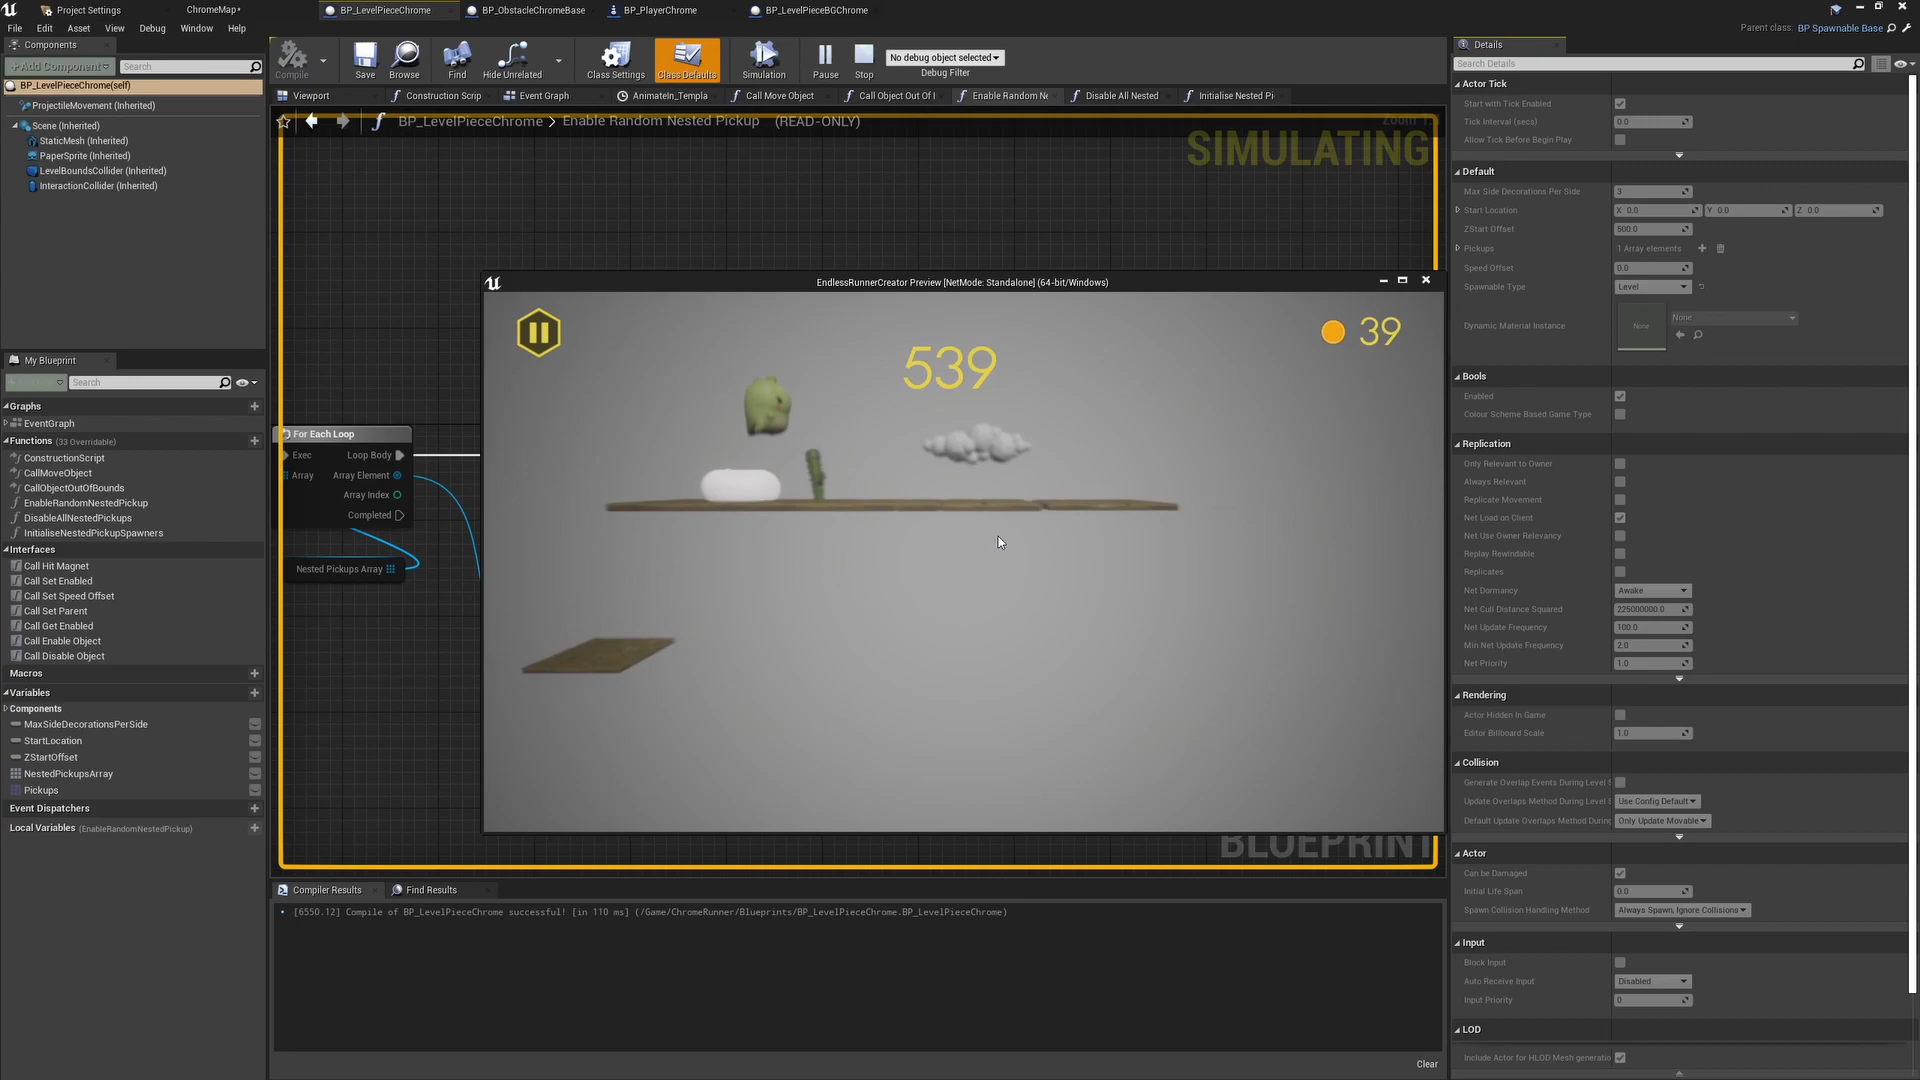 Project Settings
ChromeMap*
BP_LevelPieceChrome
BP_ObstacleChromeBase
BP_PlayerChrome
BP_LevelPieceBGChrome
File Edit Asset View Debug Window Help
Parent class: BP Spawnable Base
Components
Add Component
Search
BP_LevelPieceChrome(self)
ProjectileMovement (Inherited)
Scene (Inherited)
StaticMesh (Inherited)
PaperSprite (Inherited)
LevelBoundsCollider (Inherited)
InteractionCollider (Inherited)
Compile
Save
Browse
Find
Hide Unrelated
Class Settings
Class Defaults
Simulation
Pause
Stop
No debug object selected
Debug Filter
Viewport
Construction Scrip
Event Graph
AnimateIn_Templa
Call Move Object
Call Object Out Of I
Enable Random Ne
Disable All Nested
Initialise Nested Pi
BP_LevelPieceChrome > Enable Random Nested Pickup (READ-ONLY)
SIMULATING
For Each Loop
Exec
Loop Body
Array
Array Element
Array Index
Completed
Nested Pickups Array
EndlessRunnerCreator Preview [NetMode: Standalone] (64-bit/Windows)
539
39
BLUEPRINT
My Blueprint
Search
Graphs
EventGraph
Functions (33 Overridable)
ConstructionScript
CallMoveObject
CallObjectOutOfBounds
EnableRandomNestedPickup
DisableAllNestedPickups
InitialiseNestedPickupSpawners
Interfaces
Call Hit Magnet
Call Set Enabled
Call Set Speed Offset
Call Set Parent
Call Get Enabled
Call Enable Object
Call Disable Object
Macros
Variables
Components
MaxSideDecorationsPerSide
StartLocation
ZStartOffset
NestedPickupsArray
Pickups
Event Dispatchers
Local Variables (EnableRandomNestedPickup)
Compiler Results
Find Results
[6550.12] Compile of BP_LevelPieceChrome successful! [in 110 ms] (/Game/ChromeRunner/Blueprints/BP_LevelPieceChrome.BP_LevelPieceChrome)
Clear
Details
Search Details
Actor Tick
Start with Tick Enabled
Tick Interval (secs) 0.0
Allow Tick Before Begin Play
Default
Max Side Decorations Per Side 3
Start Location X 0.0 Y 0.0 Z 0.0
ZStart Offset 500.0
Pickups 1 Array elements
Speed Offset 0.0
Spawnable Type Level
Dynamic Material Instance None None
Bools
Enabled
Colour Scheme Based Game Type
Replication
Only Relevant to Owner
Always Relevant
Replicate Movement
Net Load on Client
Net Use Owner Relevancy
Replay Rewindable
Replicates
Net Dormancy Awake
Net Cull Distance Squared 225000000.0
Net Update Frequency 100.0
Min Net Update Frequency 2.0
Net Priority 1.0
Rendering
Actor Hidden In Game
Editor Billboard Scale 1.0
Collision
Generate Overlap Events During Level S
Update Overlaps Method During Level S Use Config Default
Default Update Overlaps Method During Only Update Movable
Actor
Can be Damaged
Initial Life Span 0.0
Spawn Collision Handling Method Always Spawn, Ignore Collisions
Input
Block Input
Auto Receive Input Disabled
Input Priority 0
LOD
Include Actor for HLOD Mesh generatio